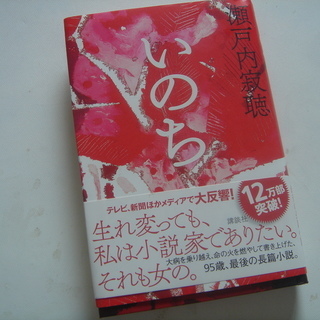 瀬戸内寂聴
いのち
テレビ、新聞ほかメディアで大反響!
12万部
突破!
講談社
生れ変っても、
私は小説家でありたい。
それも女の。
大病を乗り越え、命の火を燃やして書き上げた、
95歳、最後の長篇小説。